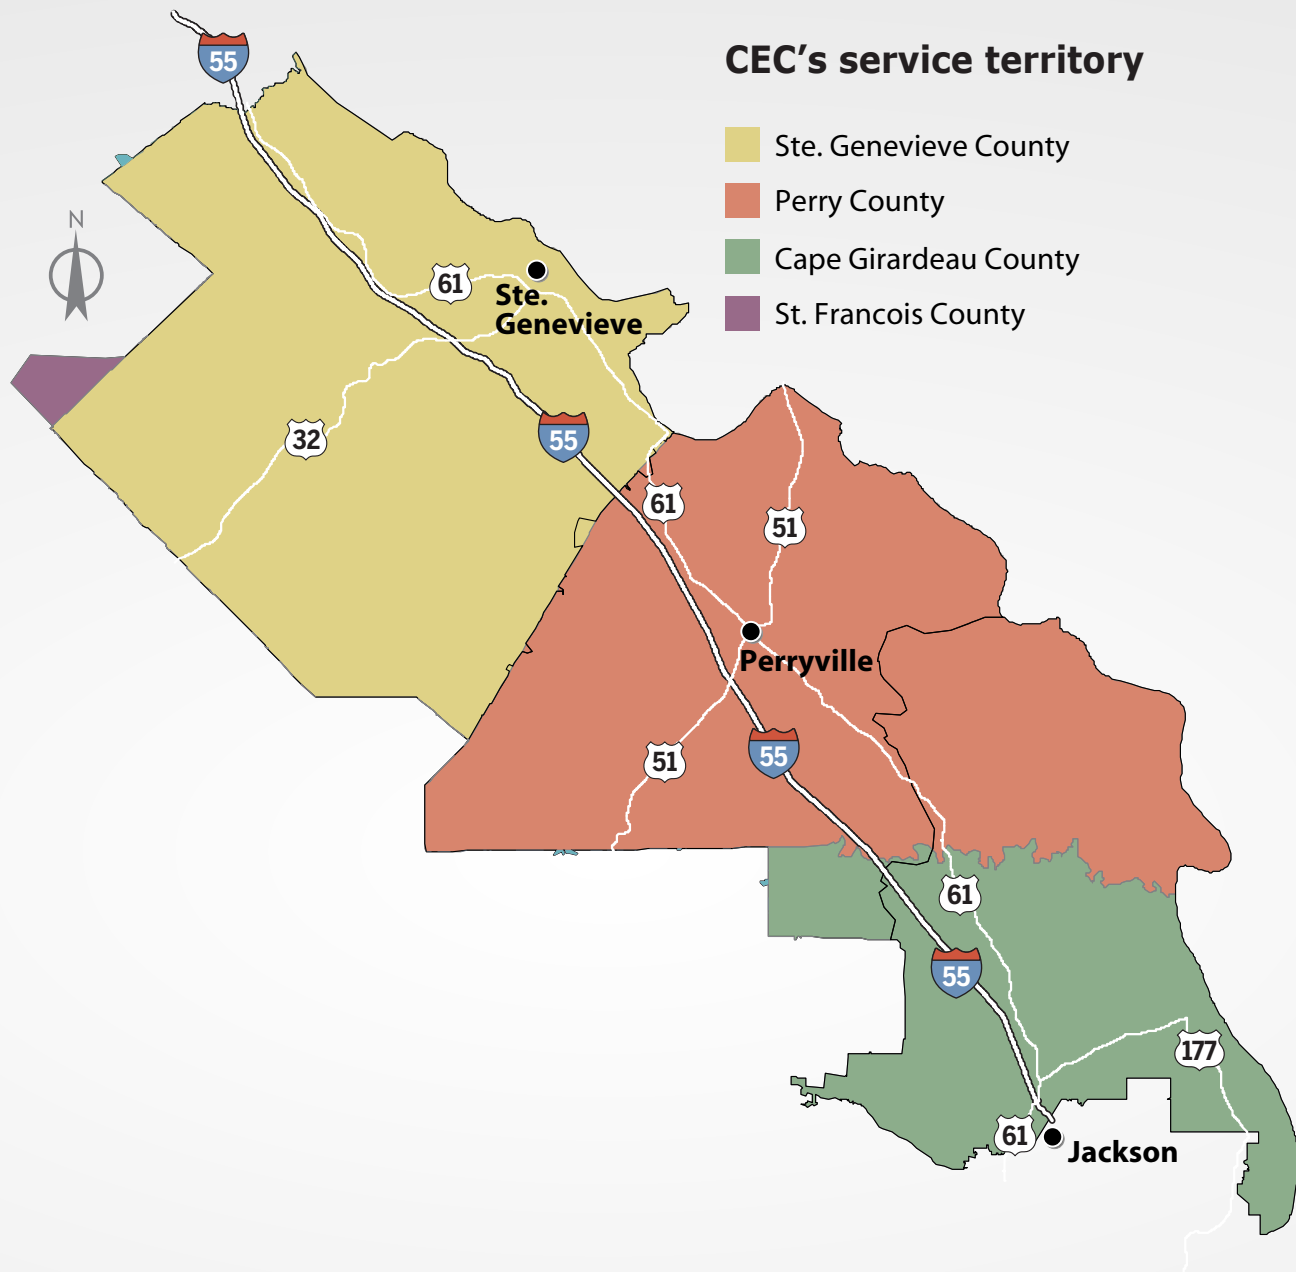 55
CEC’s service territory
Ste. Genevieve County
Perry County
Cape Girardeau County
St. Francois County
N
61
Ste.
Genevieve
32
55
61
51
Perryville
51
55
61
55
177
61
Jackson